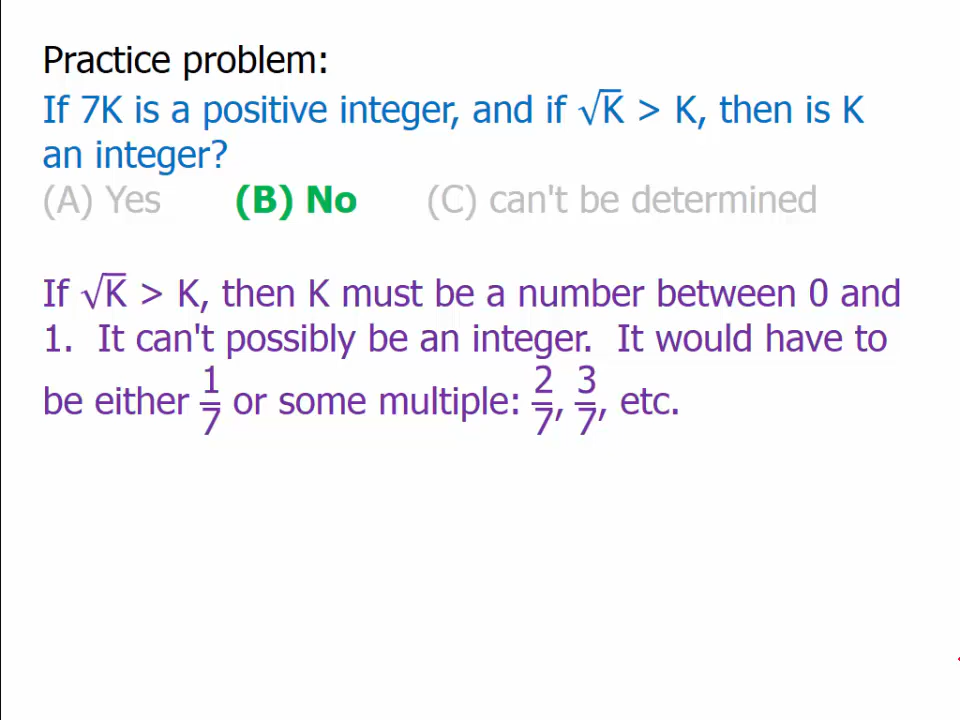 Practice problem:
If 7K is a positive integer, and if √K > K, then is K
an integer?
(A) Yes (B) No (C) can't be determined
If √K > K, then K must be a number between 0 and
1. It can't possibly be an integer. It would have to
be either 1/7 or some multiple: 2/7, 3/7, etc.